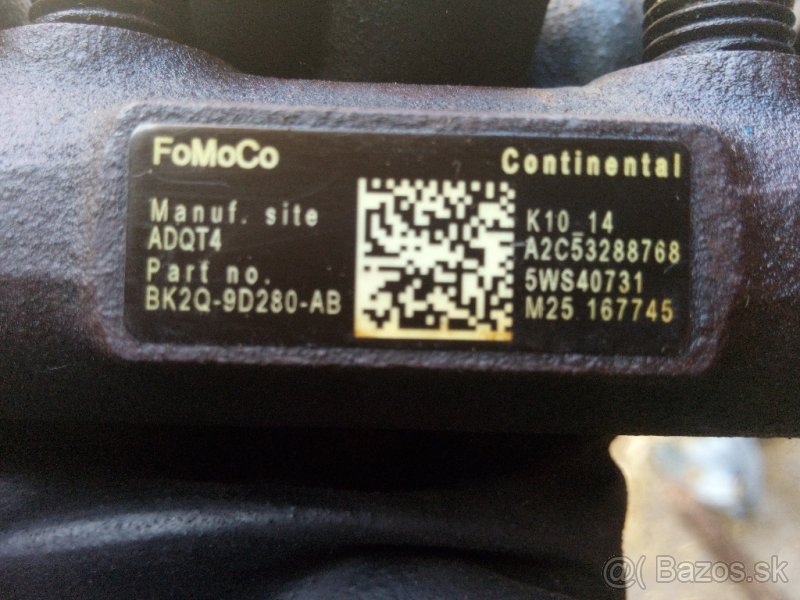 FoMoCo
Continental
Manuf. site
ADQT4
Part no.
BK2Q-9D280-AB
K10_14
A2C53288768
5WS40731
M25 167745
@( Bazos.sk